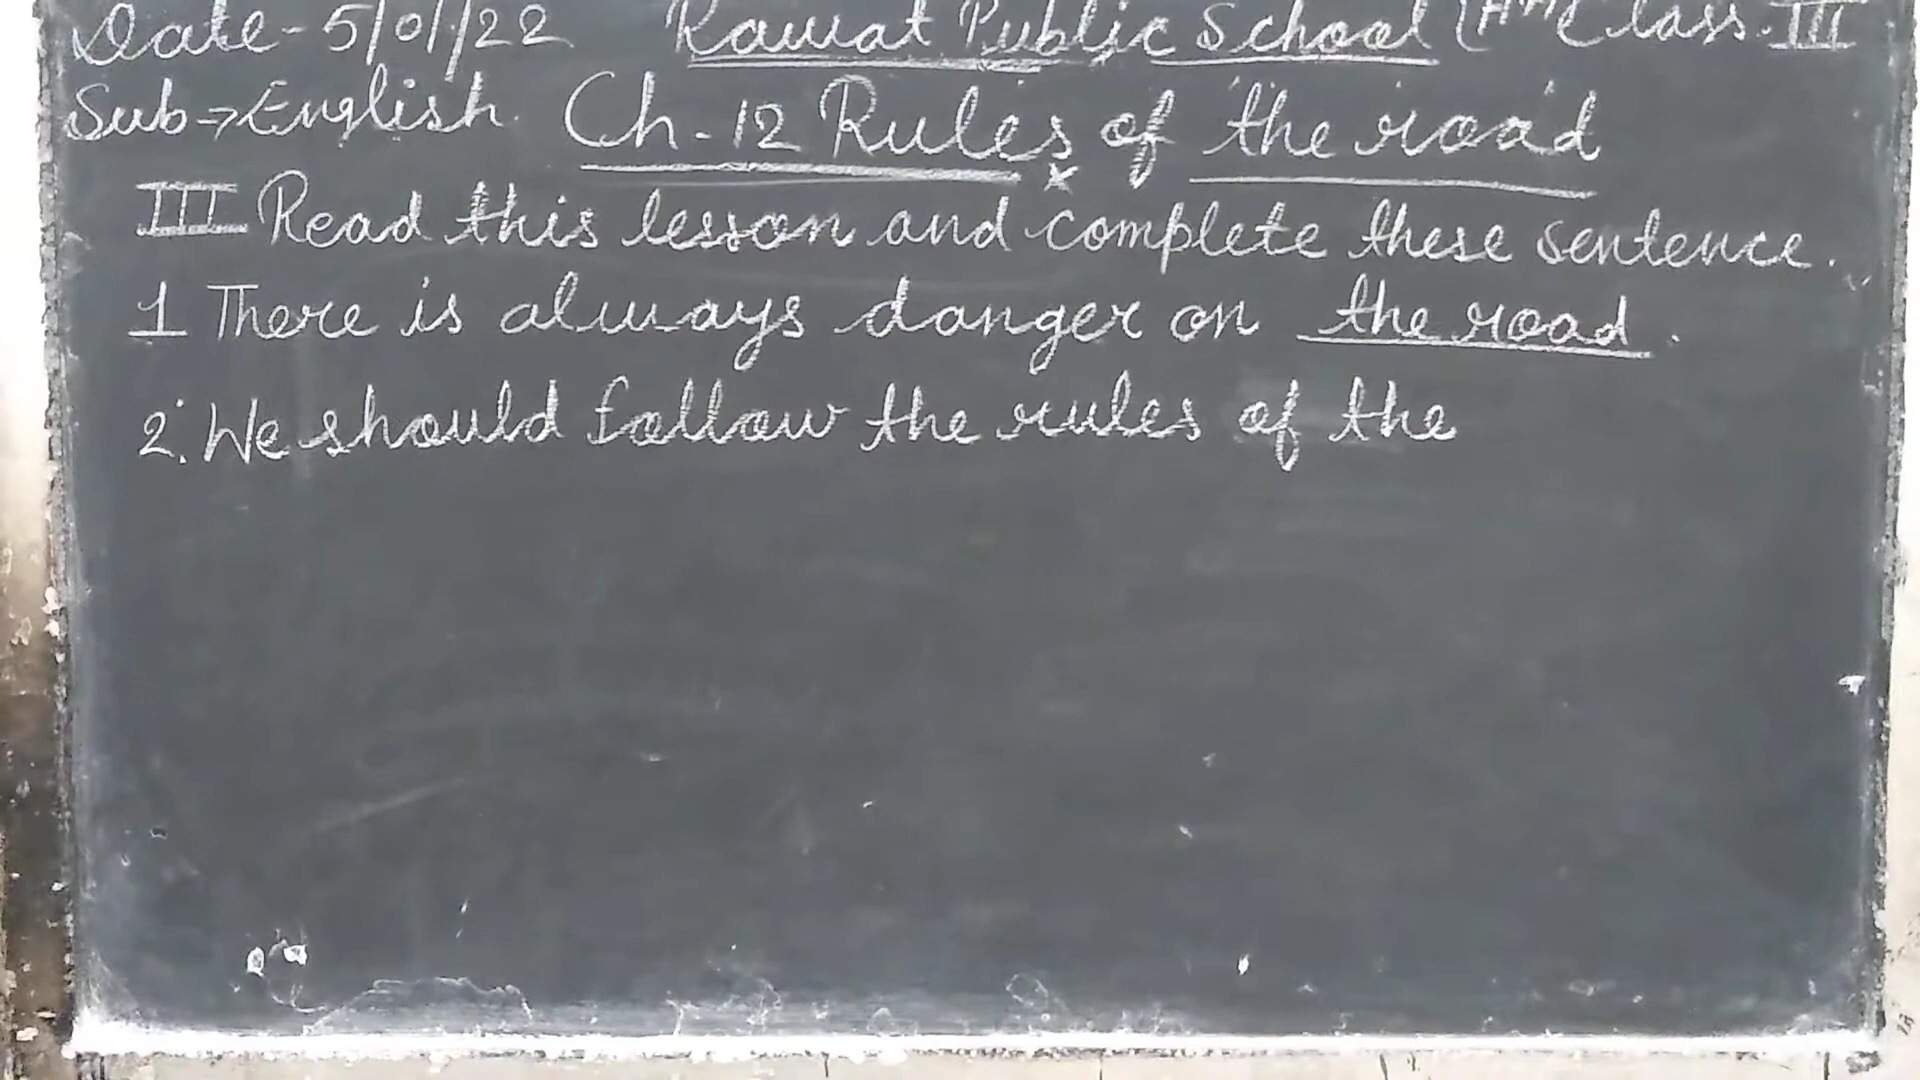 Date-5/01/22 Rawat Public School Class. III
Sub→English Ch-12 Rules of the road
III Read this lesson and complete these sentence.
1 There is always danger on the road.
2. We should follow the rules of the